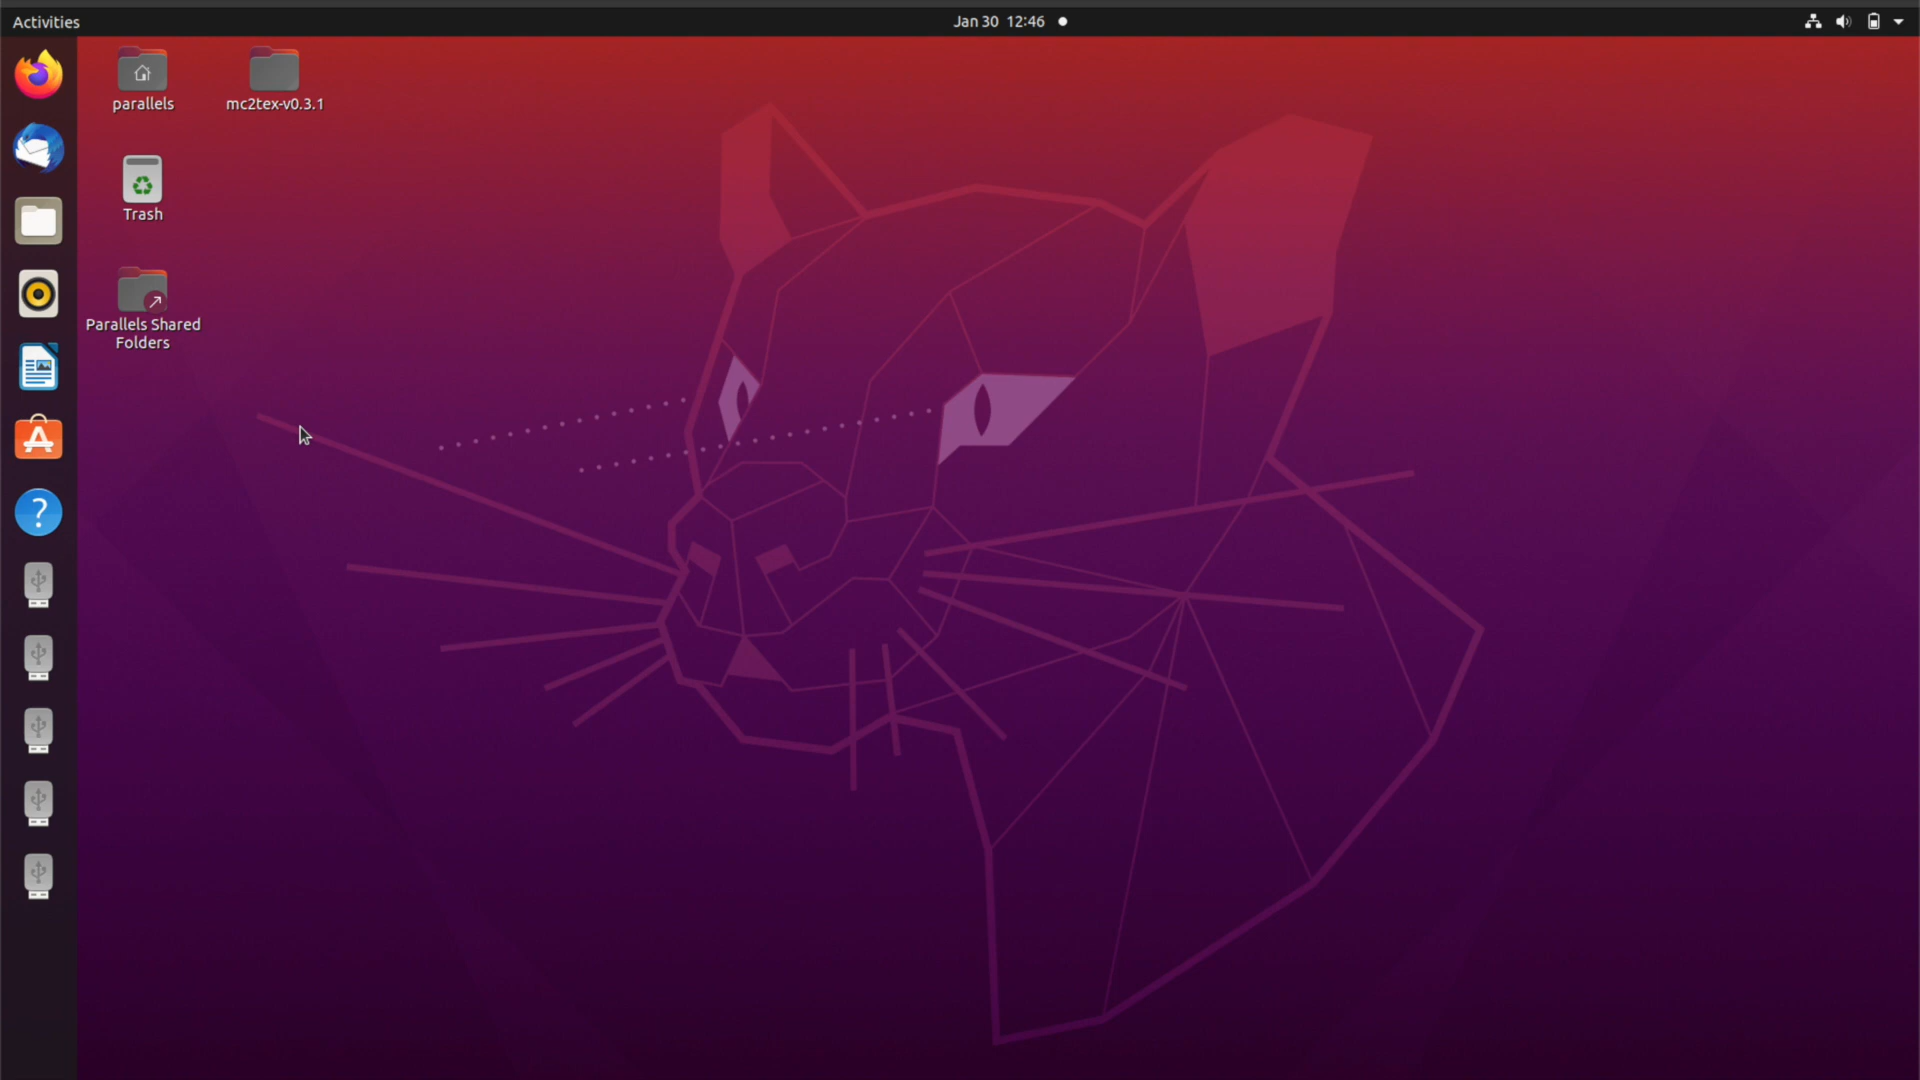 Activities
Jan 30 12:46
parallels
mc2tex-v0.3.1
Trash
Parallels Shared
Folders